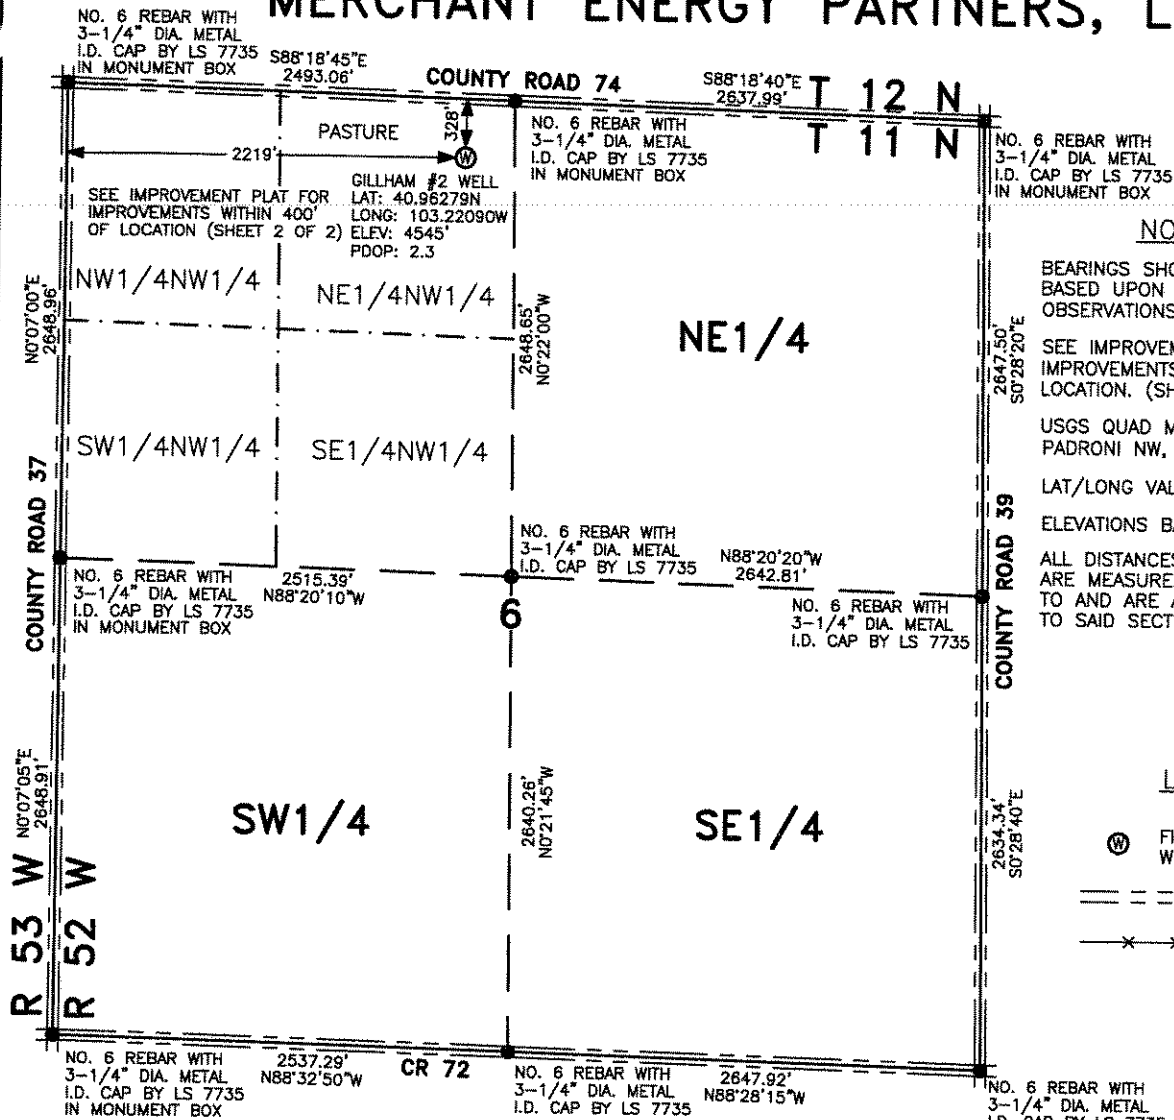 MERCHANT ENERGY PARTNERS, L
NO. 6 REBAR WITH
3-1/4" DIA. METAL
I.D. CAP BY LS 7735
IN MONUMENT BOX
S88°18'45"E
2493.06'
COUNTY ROAD 74
S88°18'40"E
2637.99'
T 12 N
T 11 N
NO. 6 REBAR WITH
3-1/4" DIA. METAL
I.D. CAP BY LS 7735
IN MONUMENT BOX
NO. 6 REBAR WITH
3-1/4" DIA. METAL
I.D. CAP BY LS 7735
IN MONUMENT BOX
PASTURE
328'
2219'
W
GILLHAM #2 WELL
LAT: 40.96279N
LONG: 103.22090W
ELEV: 4545'
PDOP: 2.3
SEE IMPROVEMENT PLAT FOR
IMPROVEMENTS WITHIN 400'
OF LOCATION (SHEET 2 OF 2)
NW1/4NW1/4
NE1/4NW1/4
N0°07'00"E
2648.96'
2648.65'
N0°22'00"W
NE1/4
2647.50'
S0°28'20"E
SW1/4NW1/4
SE1/4NW1/4
COUNTY ROAD 37
COUNTY ROAD 39
NO. 6 REBAR WITH
3-1/4" DIA. METAL
I.D. CAP BY LS 7735
IN MONUMENT BOX
2515.39'
N88°20'10"W
NO. 6 REBAR WITH
3-1/4" DIA. METAL
I.D. CAP BY LS 7735
N88°20'20"W
2642.81'
6
NO. 6 REBAR WITH
3-1/4" DIA. METAL
I.D. CAP BY LS 7735
N0°07'05"E
2648.91'
SW1/4
2640.26'
N0°21'45"W
SE1/4
2634.34'
S0°28'40"E
R 53 W
R 52 W
NO. 6 REBAR WITH
3-1/4" DIA. METAL
I.D. CAP BY LS 7735
IN MONUMENT BOX
2537.29'
N88°32'50"W
CR 72
NO. 6 REBAR WITH
3-1/4" DIA. METAL
I.D. CAP BY LS 7735
2647.92'
N88°28'15"W
NO. 6 REBAR WITH
3-1/4" DIA. METAL
I.D. CAP BY LS 7735
NO
BEARINGS SHO
BASED UPON
OBSERVATIONS
SEE IMPROVEM
IMPROVEMENTS
LOCATION. (SH
USGS QUAD M
PADRONI NW,
LAT/LONG VAL
ELEVATIONS B
ALL DISTANCES
ARE MEASURE
TO AND ARE
TO SAID SECT
L
W
FI
W